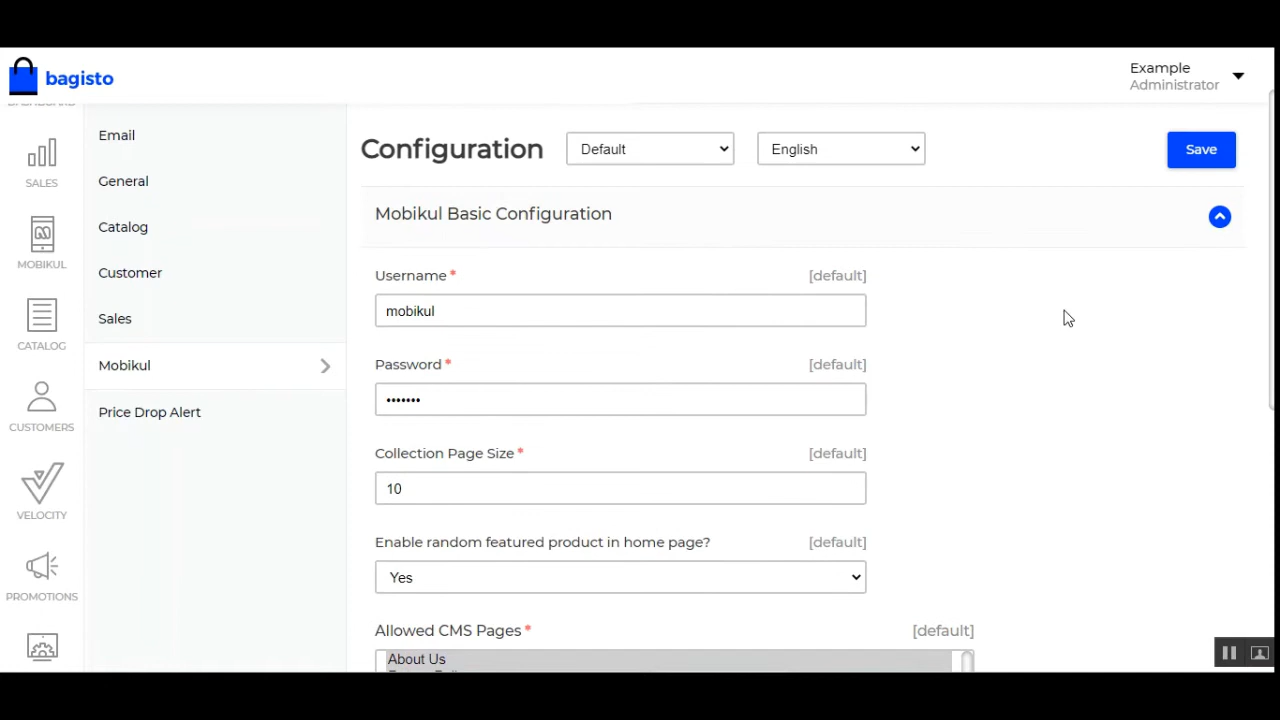 bagisto
Example
Administrator
SALES
MOBIKUL
CATALOG
CUSTOMERS
VELOCITY
PROMOTIONS
Email
General
Catalog
Customer
Sales
Mobikul
Price Drop Alert
Configuration
Default
English
Save
Mobikul Basic Configuration
Username * [default]
mobikul
Password * [default]
•••••••
Collection Page Size * [default]
10
Enable random featured product in home page? [default]
Yes
Allowed CMS Pages * [default]
About Us